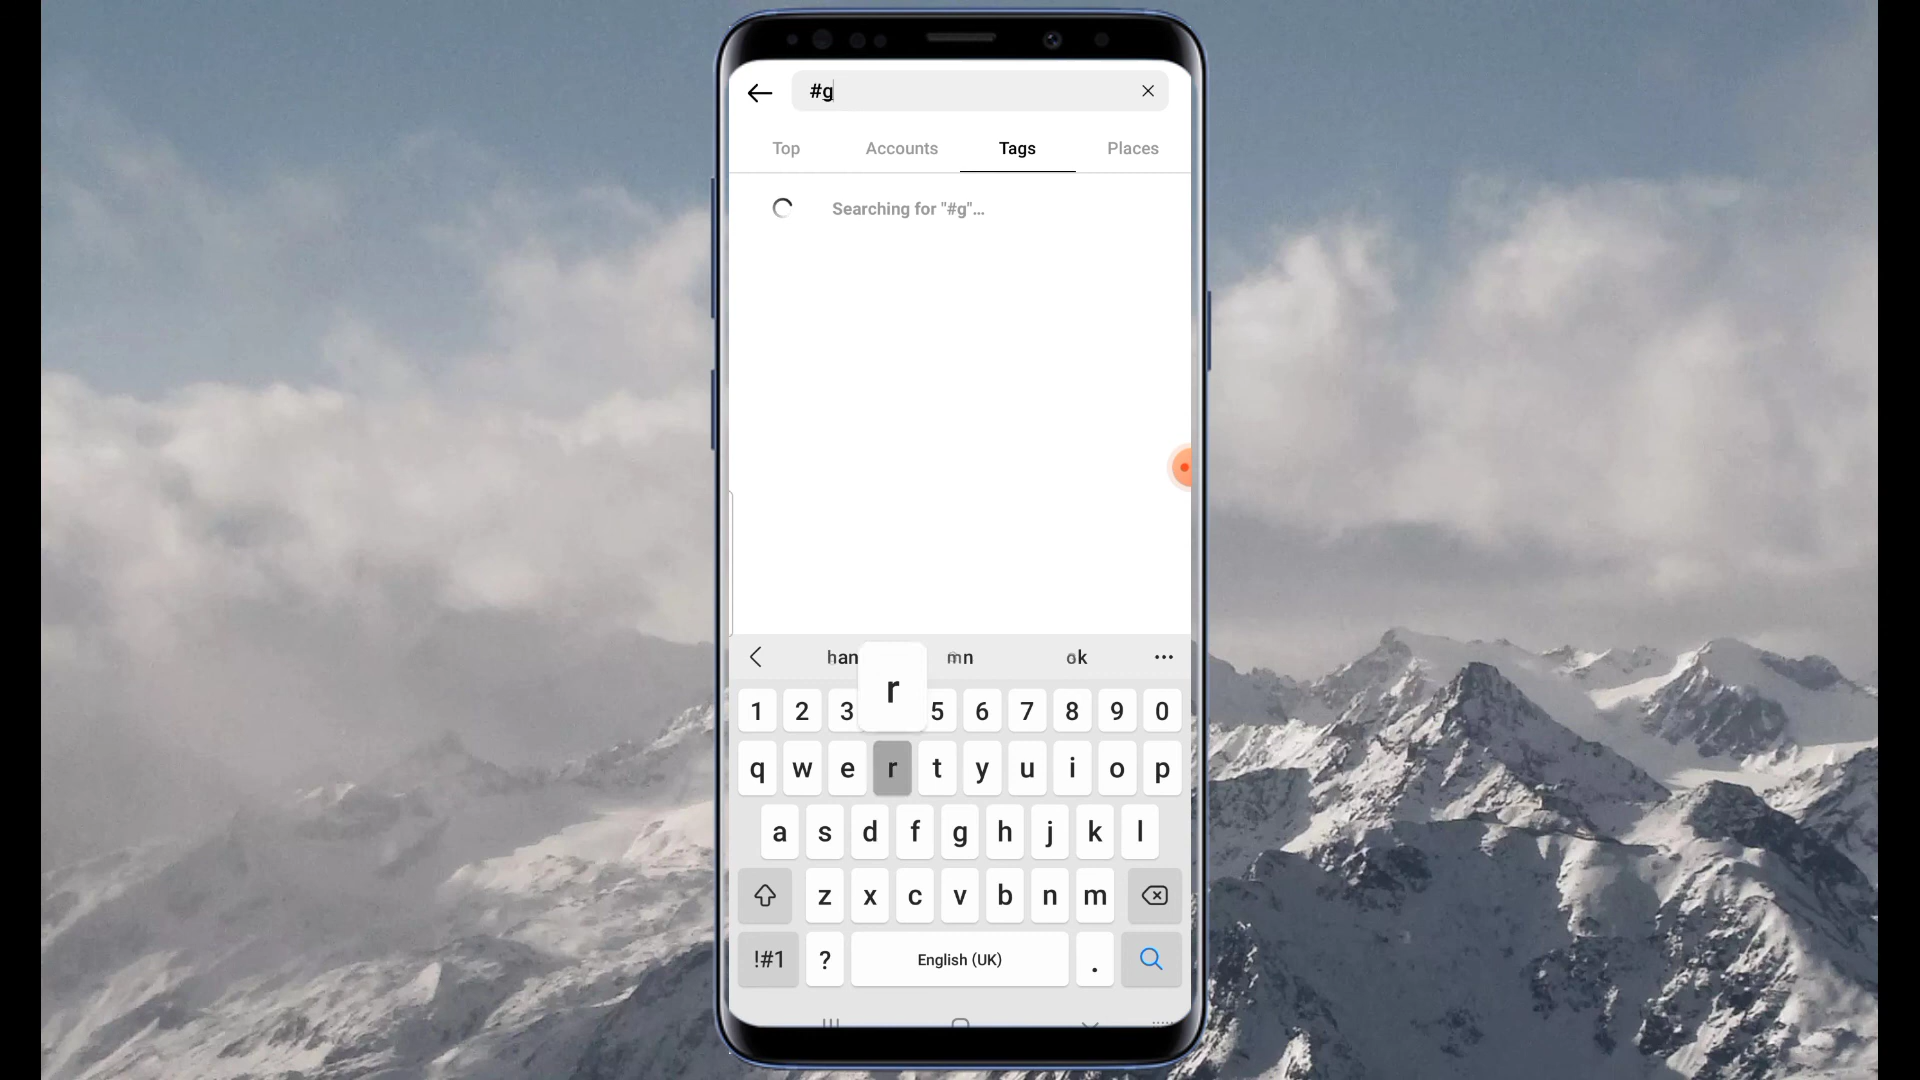 #g
Top Accounts Tags Places
Searching for "#g"...
han mn ok
r
1 2 3 5 6 7 8 9 0
q w e r t y u i o p
a s d f g h j k l
z x c v b n m
!#1 ? English (UK) .